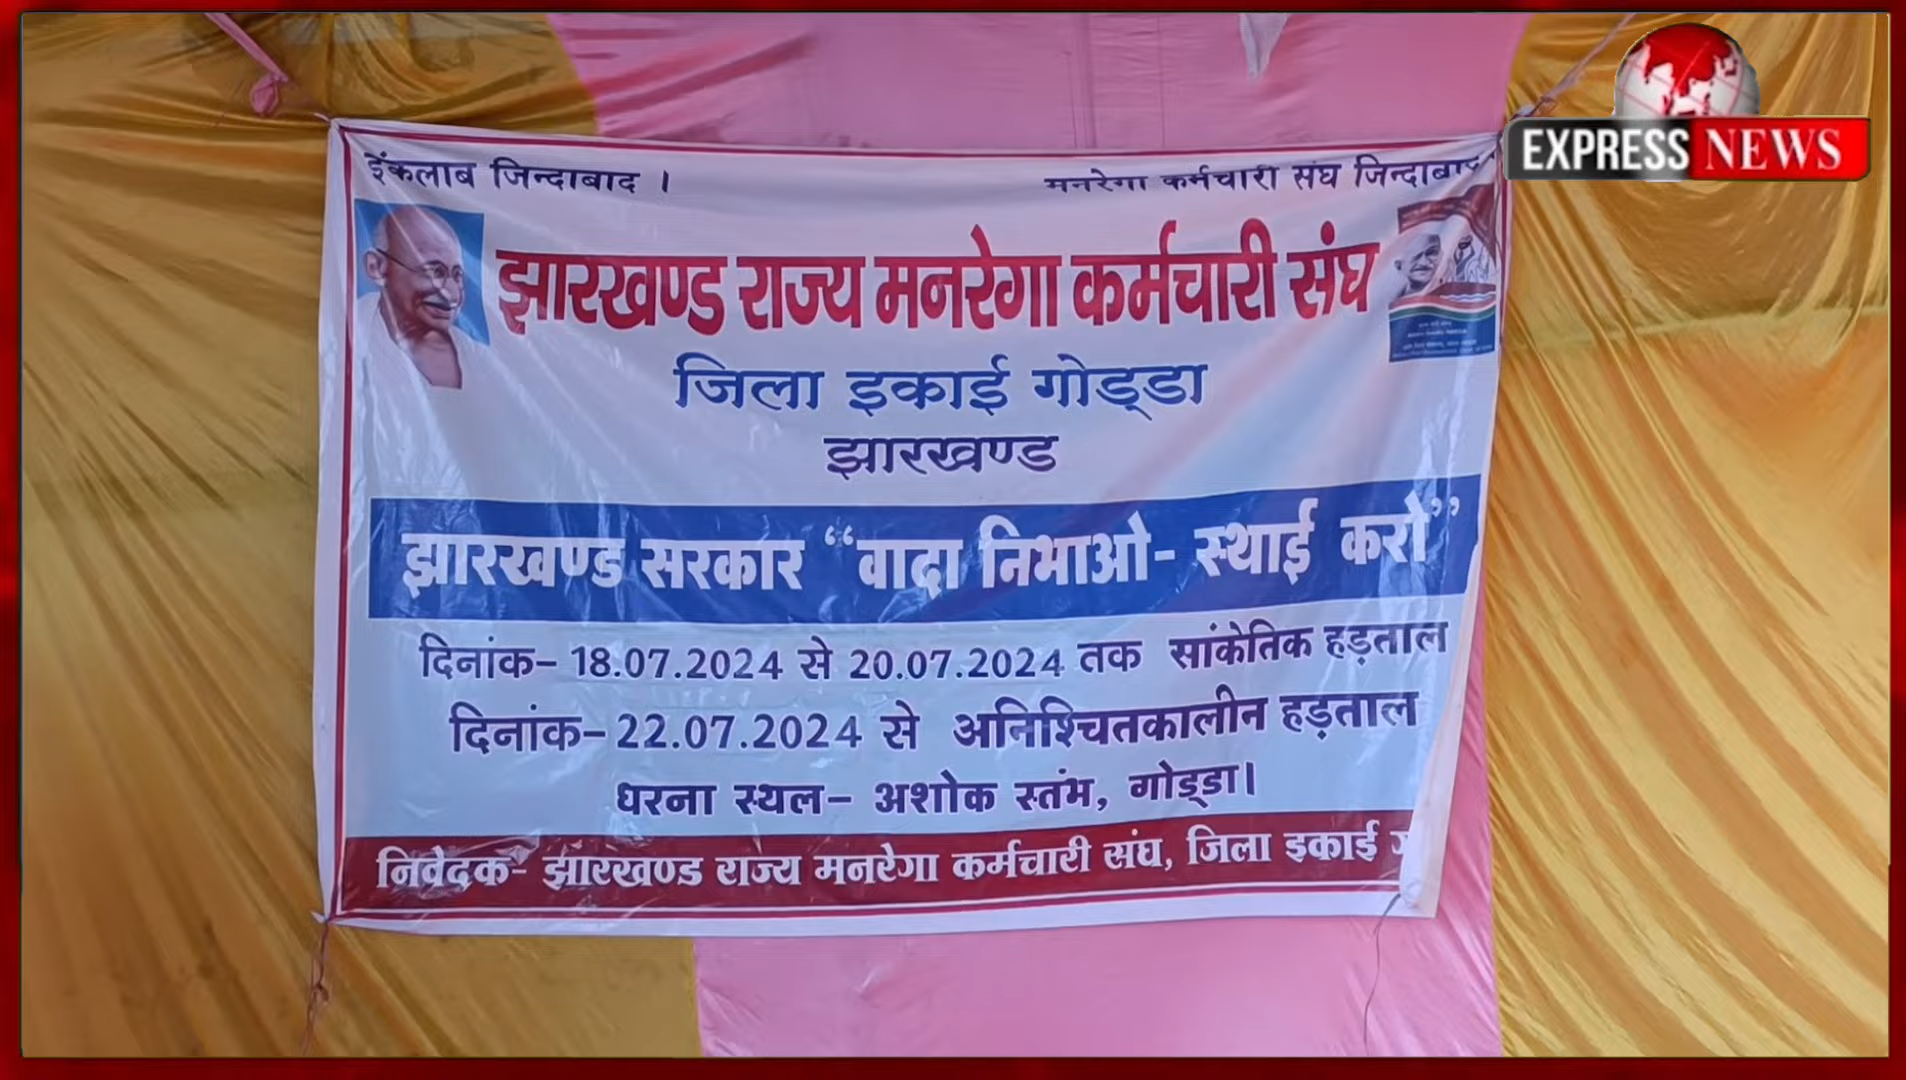 इंकलाब जिन्दाबाद । मनरेगा कर्मचारी संघ जिन्दाबाद
EXPRESS NEWS
झारखण्ड राज्य मनरेगा कर्मचारी संघ
जिला इकाई गोड्डा
झारखण्ड
झारखण्ड सरकार “वादा निभाओ- स्थाई करो”
दिनांक- 18.07.2024 से 20.07.2024 तक सांकेतिक हड़ताल
दिनांक- 22.07.2024 से अनिश्चितकालीन हड़ताल
धरना स्थल- अशोक स्तंभ, गोड्डा।
निवेदक- झारखण्ड राज्य मनरेगा कर्मचारी संघ, जिला इकाई